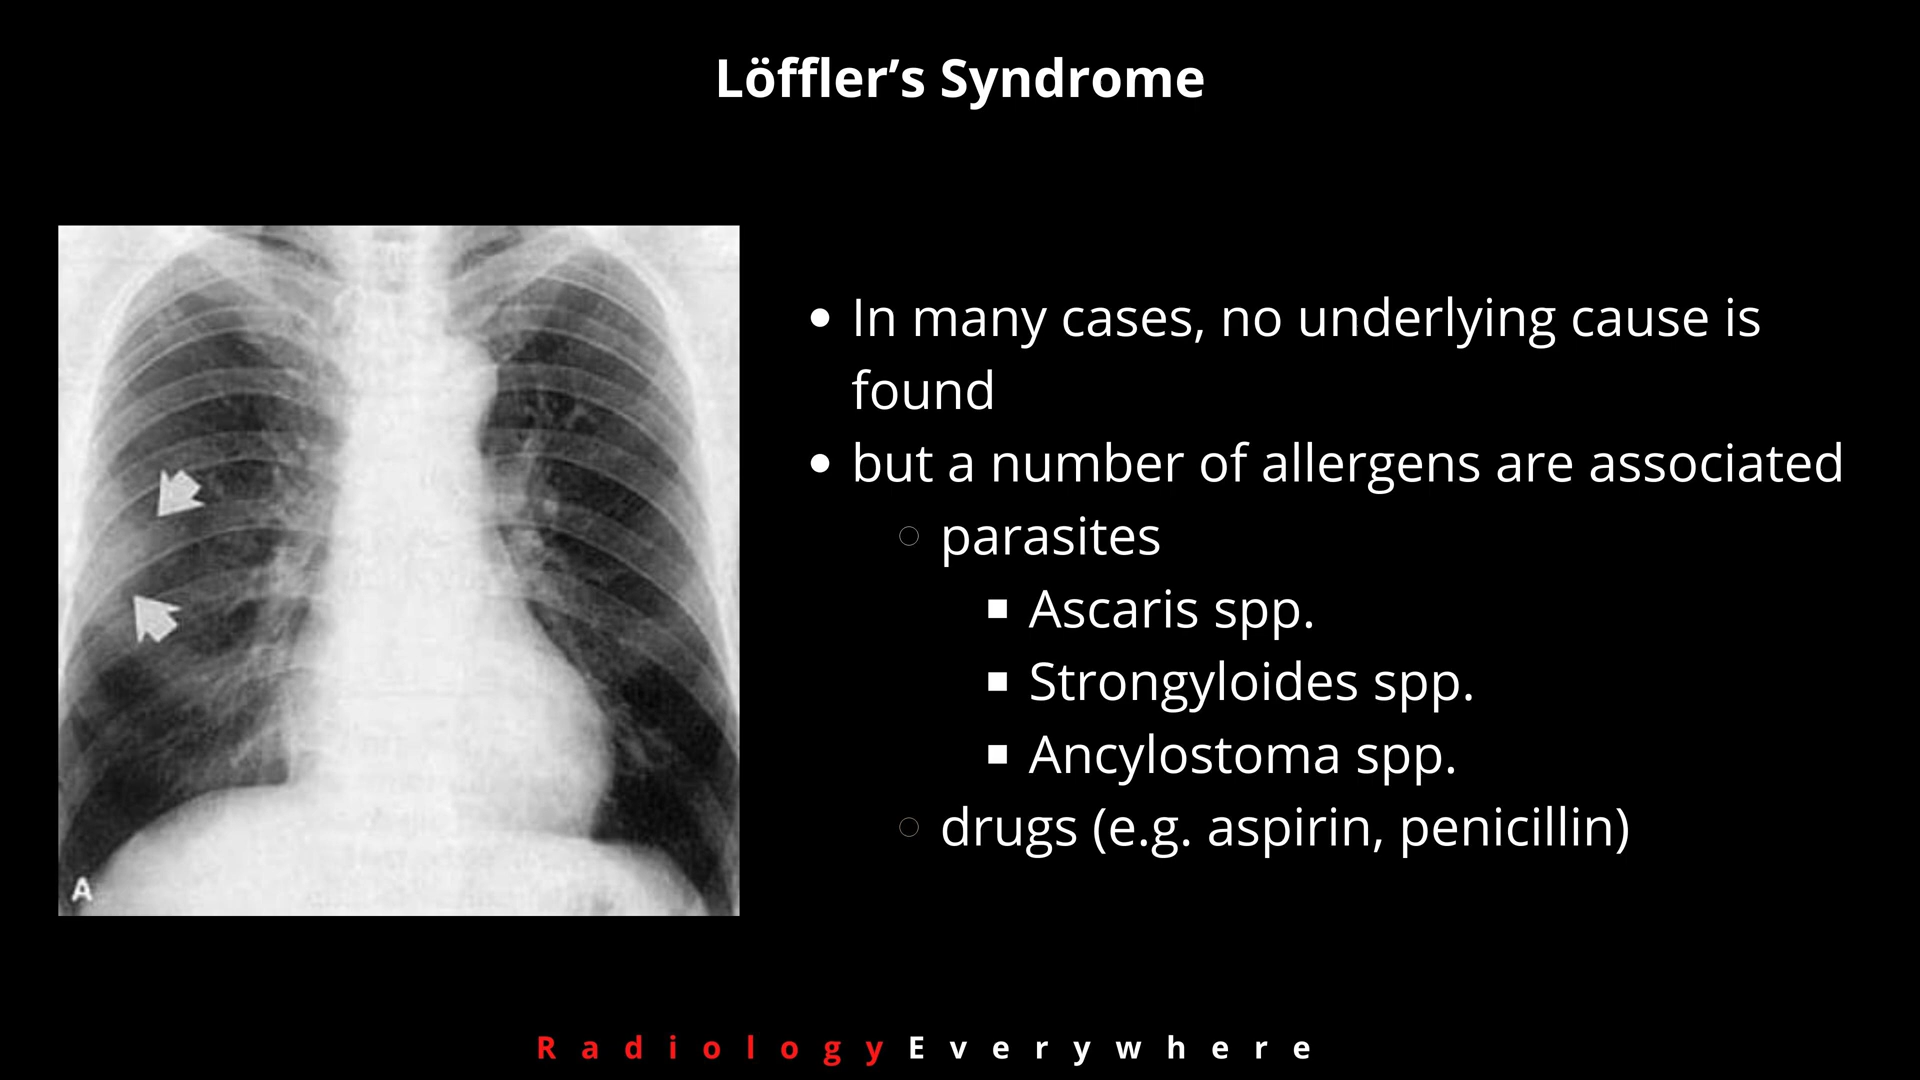 Löffler’s Syndrome
In many cases, no underlying cause is
found
but a number of allergens are associated
parasites
Ascaris spp.
Strongyloides spp.
Ancylostoma spp.
drugs (e.g. aspirin, penicillin)
A
Radiology Everywhere